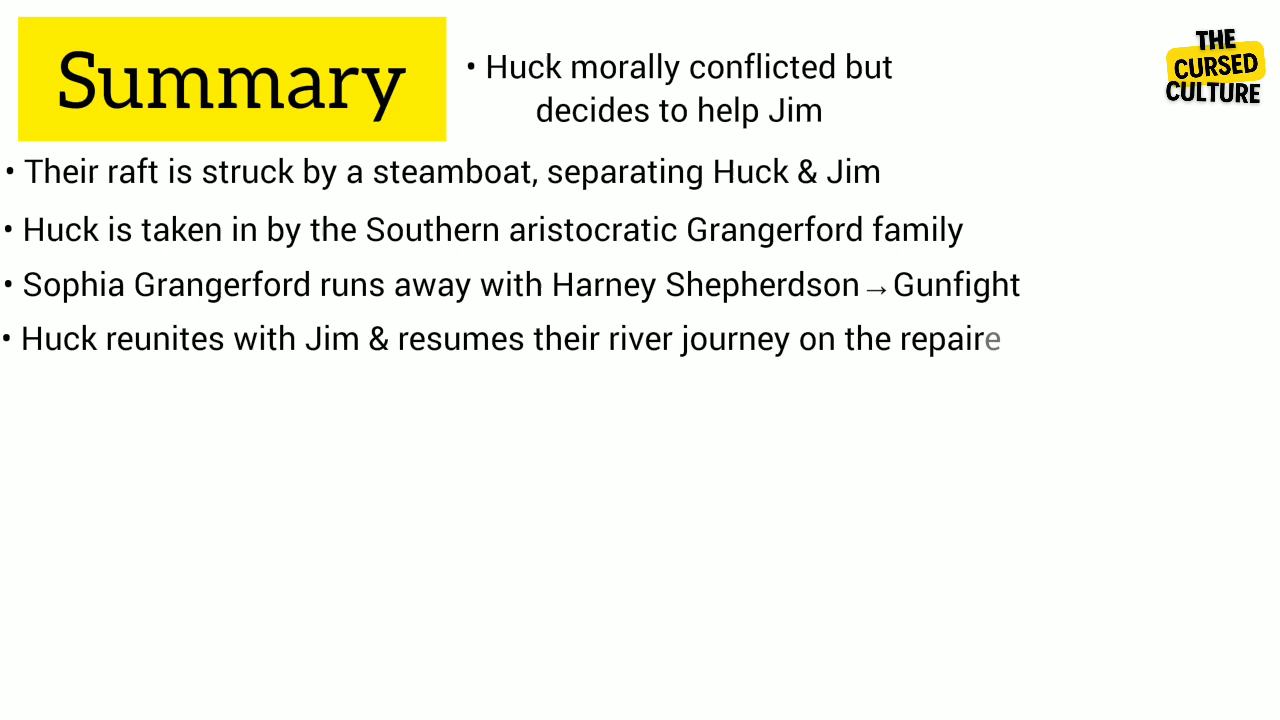 Summary
• Huck morally conflicted but
decides to help Jim
THE
CURSED
CULTURE
• Their raft is struck by a steamboat, separating Huck & Jim
• Huck is taken in by the Southern aristocratic Grangerford family
• Sophia Grangerford runs away with Harney Shepherdson→Gunfight
• Huck reunites with Jim & resumes their river journey on the repaire